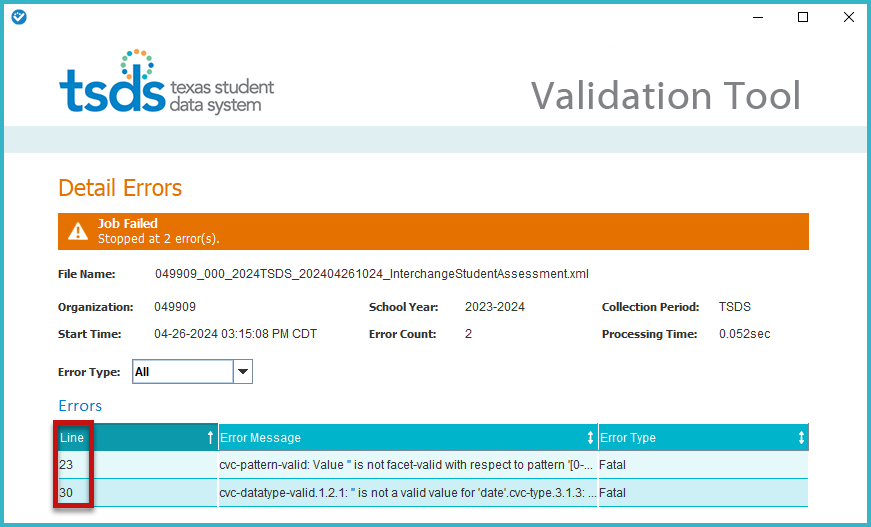 tsds texas student
data system
Validation Tool
Detail Errors
Job Failed
Stopped at 2 error(s).
File Name: 049909_000_2024TSDS_202404261024_InterchangeStudentAssessment.xml
Organization: 049909 School Year: 2023-2024 Collection Period: TSDS
Start Time: 04-26-2024 03:15:08 PM CDT Error Count: 2 Processing Time: 0.052sec
Error Type: All
Errors
Line Error Message Error Type
23 cvc-pattern-valid: Value '' is not facet-valid with respect to pattern '[0-... Fatal
30 cvc-datatype-valid.1.2.1: '' is not a valid value for 'date'.cvc-type.3.1.3: ... Fatal